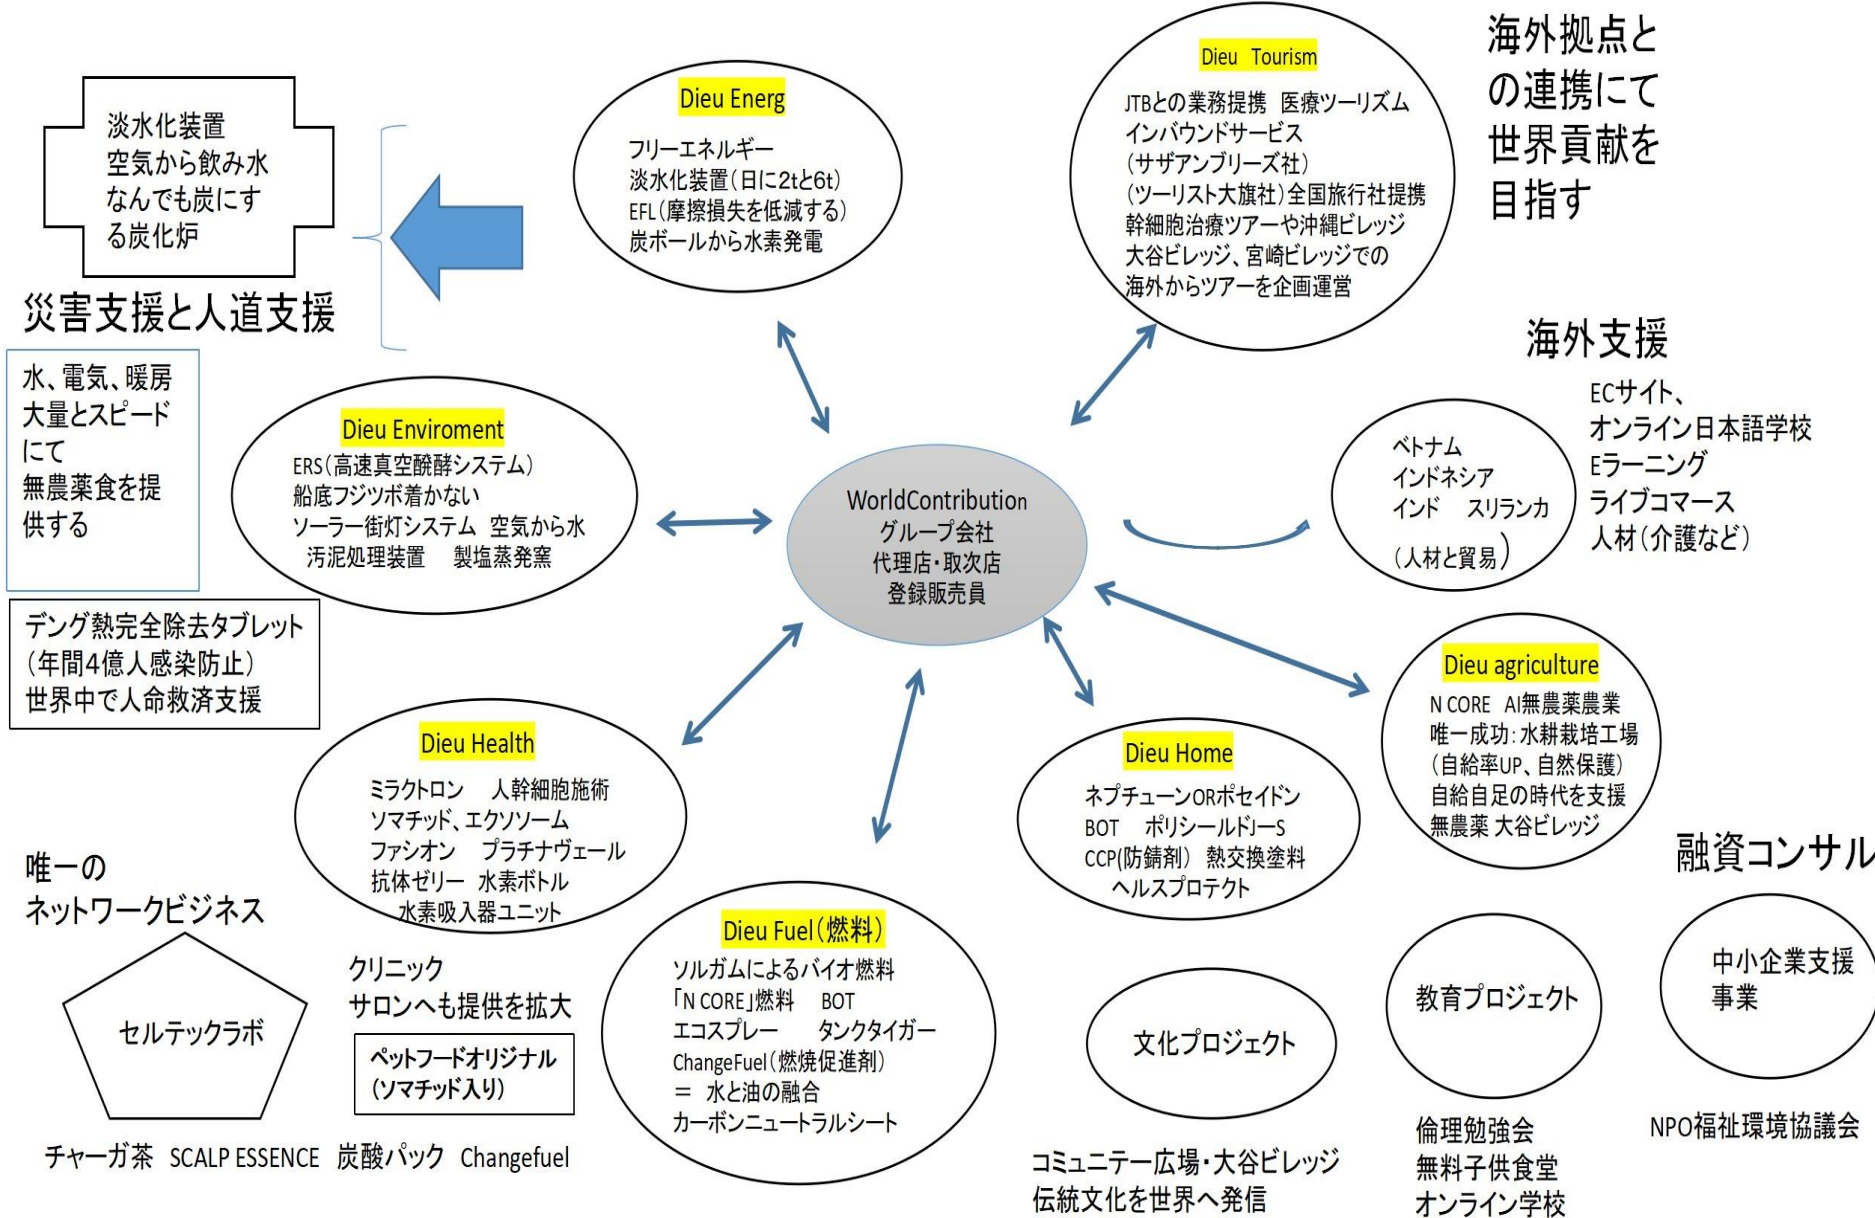 淡水化装置
空気から飲み水
なんでも炭にす
る炭化炉
災害支援と人道支援
水、電気、暖房
大量とスピード
にて
無農薬食を提
供する
デング熱完全除去タブレット
（年間4億人感染防止）
世界中で人命救済支援
Dieu Energ
フリーエネルギー
淡水化装置（日に2tと6t）
EFL（摩擦損失を低減する）
炭ボールから水素発電
Dieu Tourism
JTBとの業務提携 医療ツーリズム
インバウンドサービス
（サザアンブリーズ社）
（ツーリスト大旗社）全国旅行社提携
幹細胞治療ツアーや沖縄ビレッジ
大谷ビレッジ、宮崎ビレッジでの
海外からツアーを企画運営
海外拠点と
の連携にて
世界貢献を
目指す
Dieu Enviroment
ERS（高速真空醗酵システム）
船底フジツボ着かない
ソーラー街灯システム 空気から水
汚泥処理装置 製塩蒸発窯
WorldContribution
グループ会社
代理店・取次店
登録販売員
海外支援
ベトナム
インドネシア
インド スリランカ
（人材と貿易）
ECサイト、
オンライン日本語学校
Eラーニング
ライブコマース
人材（介護など）
Dieu agriculture
N CORE AI無農薬農業
唯一成功：水耕栽培工場
（自給率UP、自然保護）
自給自足の時代を支援
無農薬 大谷ビレッジ
Dieu Health
ミラクトロン 人幹細胞施術
ソマチッド、エクソソーム
ファシオン プラチナヴェール
抗体ゼリー 水素ボトル
水素吸入器ユニット
Dieu Home
ネプチューンORポセイドン
BOT ポリシールドJーS
CCP(防錆剤） 熱交換塗料
ヘルスプロテクト
Dieu Fuel（燃料）
ソルガムによるバイオ燃料
「N CORE」燃料 BOT
エコスプレー タンクタイガー
ChangeFuel（燃焼促進剤）
＝ 水と油の融合
カーボンニュートラルシート
唯一の
ネットワークビジネス
セルテックラボ
クリニック
サロンへも提供を拡大
ペットフードオリジナル
（ソマチッド入り）
チャーガ茶 SCALP ESSENCE 炭酸パック Changefuel
文化プロジェクト
コミュニテー広場・大谷ビレッジ
伝統文化を世界へ発信
教育プロジェクト
倫理勉強会
無料子供食堂
オンライン学校
融資コンサル
中小企業支援
事業
NPO福祉環境協議会